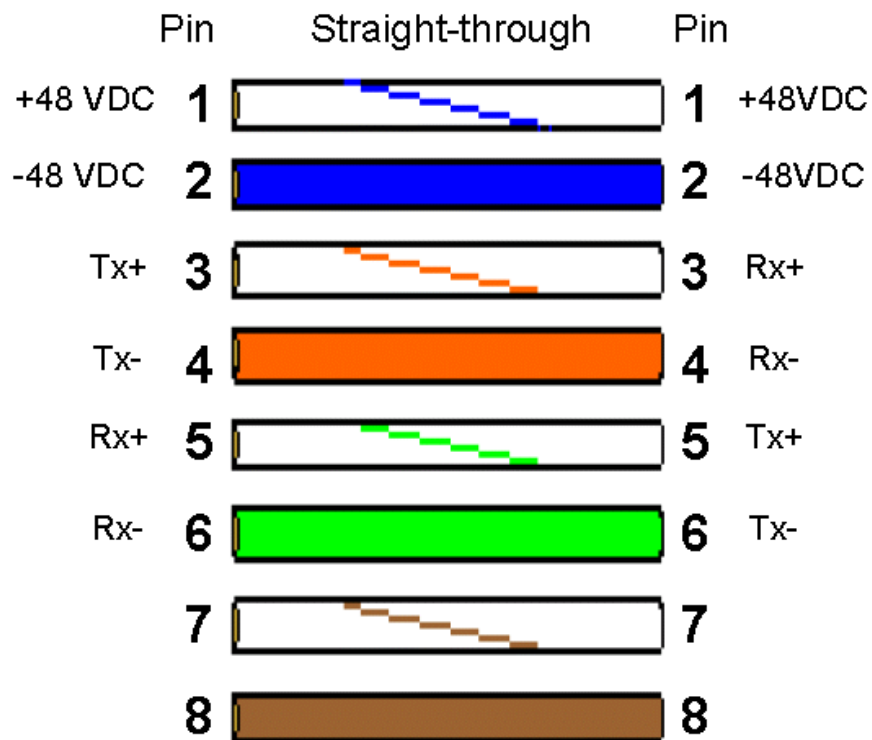 Pin Straight-through Pin
+48 VDC 1 1 +48VDC
-48 VDC 2 2 -48VDC
Tx+ 3 3 Rx+
Tx- 4 4 Rx-
Rx+ 5 5 Tx+
Rx- 6 6 Tx-
7 7
8 8